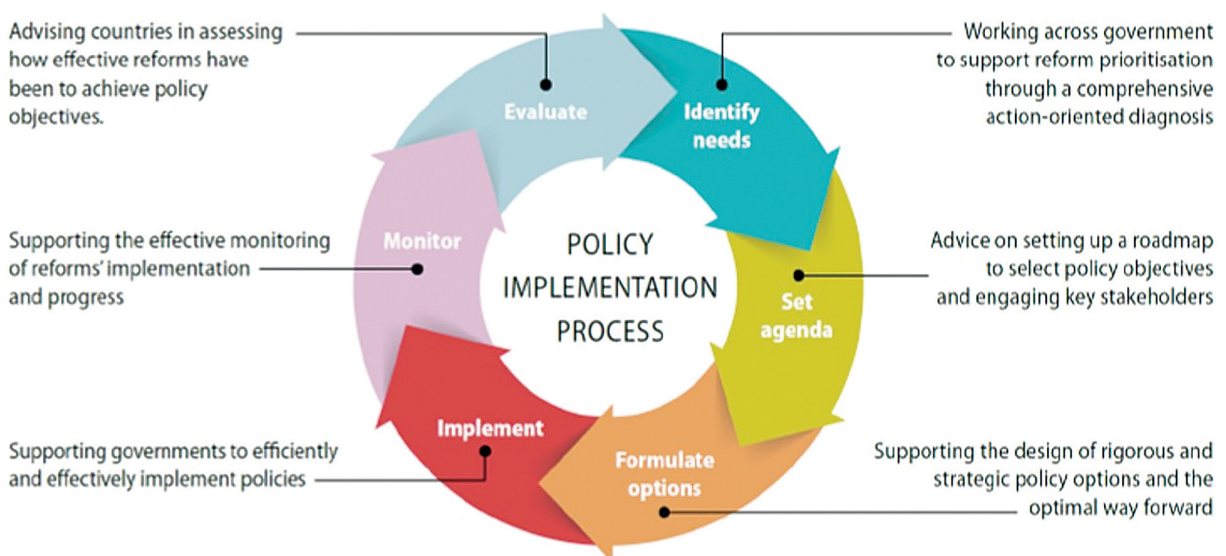 Advising countries in assessing
how effective reforms have
been to achieve policy
objectives.
Working across government
to support reform prioritisation
through a comprehensive
action-oriented diagnosis
Evaluate
Identify
needs
Supporting the effective monitoring
of reforms' implementation
and progress
Monitor
POLICY
IMPLEMENTATION
PROCESS
Set
agenda
Advice on setting up a roadmap
to select policy objectives
and engaging key stakeholders
Supporting governments to efficiently
and effectively implement policies
Implement
Formulate
options
Supporting the design of rigorous and
strategic policy options and the
optimal way forward